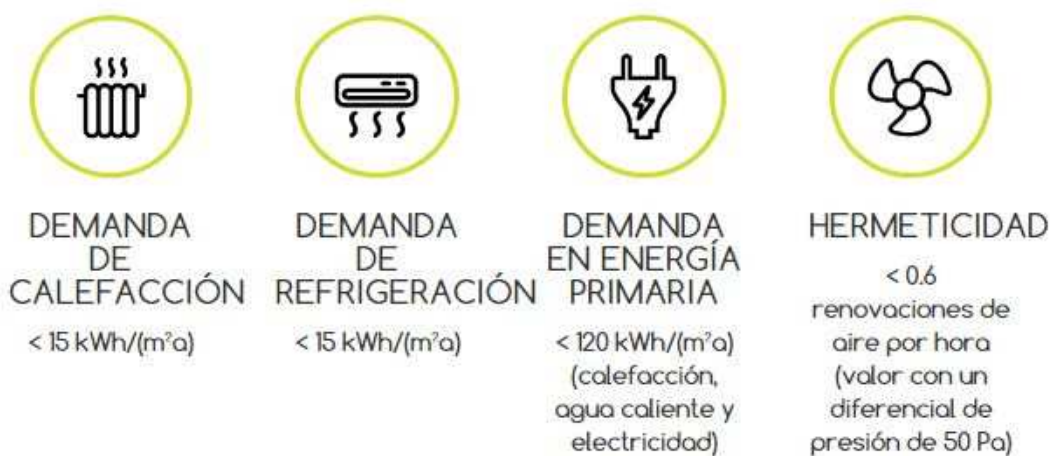 DEMANDA
DE
CALEFACCIÓN
< 15 kWh/(m²a)
DEMANDA
DE
REFRIGERACIÓN
< 15 kWh/(m²a)
DEMANDA
EN ENERGÍA
PRIMARIA
< 120 kWh/(m²a)
(calefacción,
agua caliente y
electricidad)
HERMETICIDAD
< 0.6
renovaciones de
aire por hora
(valor con un
diferencial de
presión de 50 Pa)